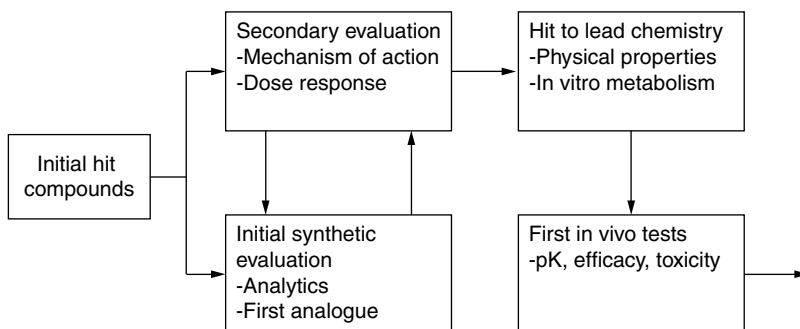 Initial hit
compounds
Secondary evaluation
-Mechanism of action
-Dose response
Initial synthetic
evaluation
-Analytics
-First analogue
Hit to lead chemistry
-Physical properties
-In vitro metabolism
First in vivo tests
-pK, efficacy, toxicity